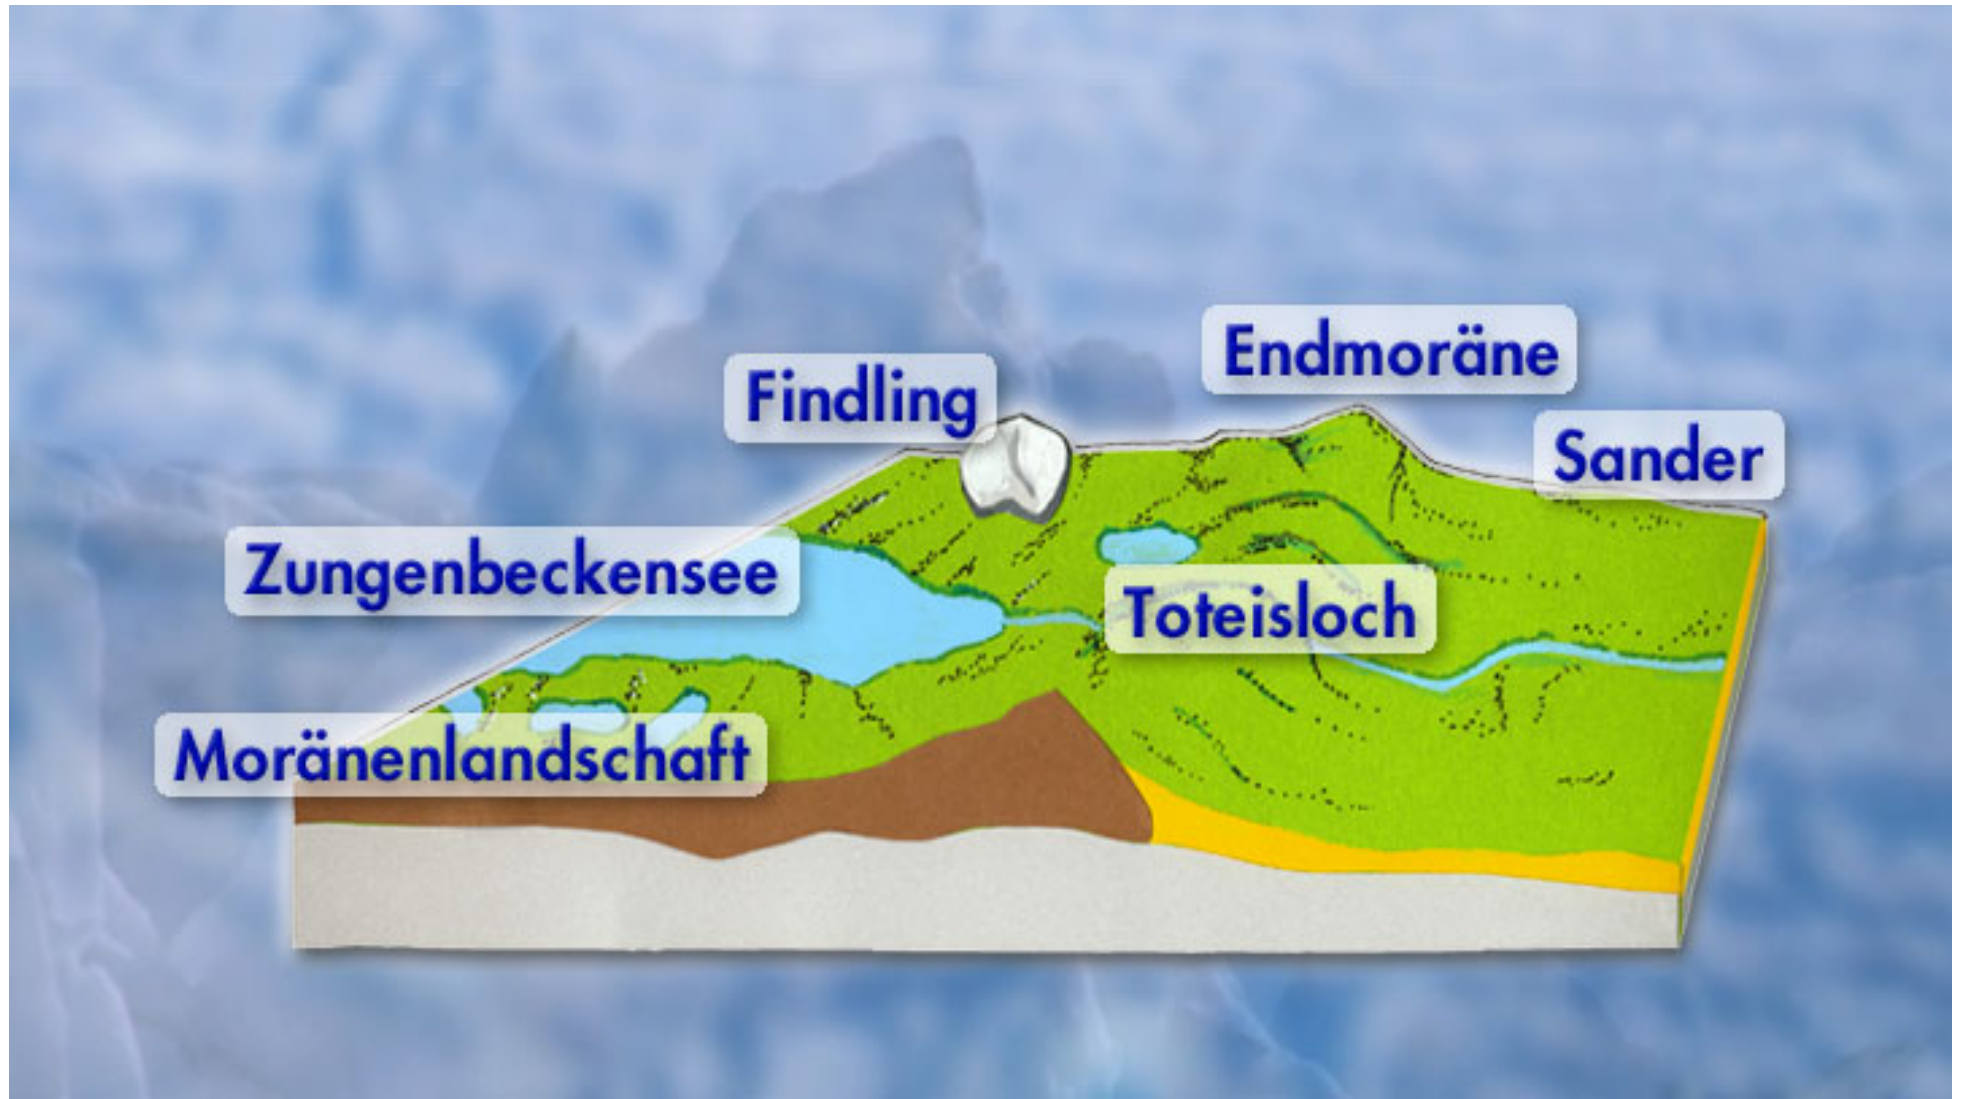 Endmoräne
Findling
Sander
Zungenbeckensee
Toteisloch
Moränenlandschaft